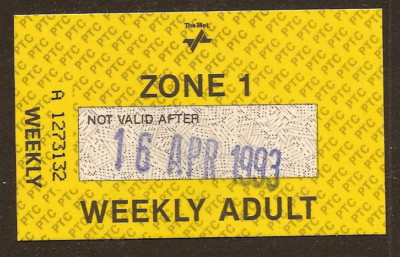 The Met.
ZONE 1
NOT VALID AFTER
16 APR 1993
WEEKLY ADULT
WEEKLY A 1273132